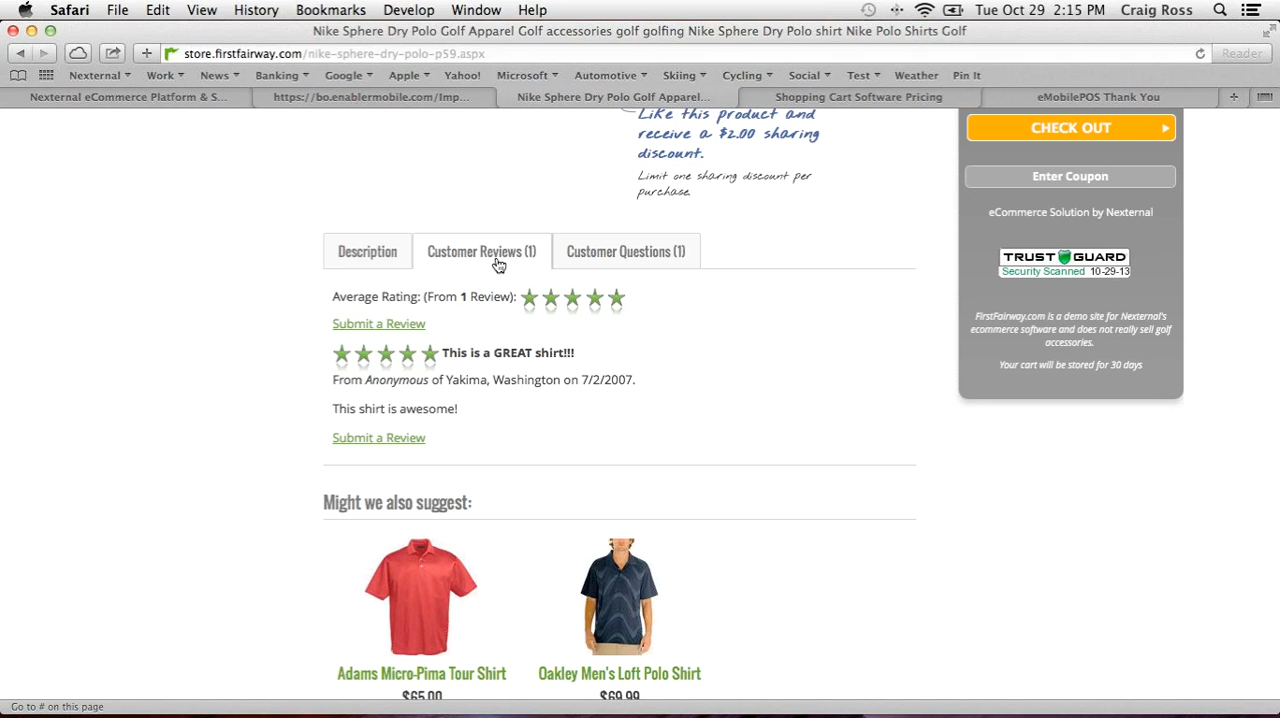 Safari File Edit View History Bookmarks Develop Window Help Tue Oct 29 2:15 PM Craig Ross
Nike Sphere Dry Polo Golf Apparel Golf accessories golf golfing Nike Sphere Dry Polo shirt Nike Polo Shirts Golf
store.firstfairway.com/nike-sphere-dry-polo-p59.aspx Reader
Nexternal Work News Banking Google Apple Yahoo! Microsoft Automotive Skiing Cycling Social Test Weather Pin It
Nexternal eCommerce Platform & S... https://bo.enablermobile.com/Imp... Nike Sphere Dry Polo Golf Apparel... Shopping Cart Software Pricing eMobilePOS Thank You
Like this product and
receive a $2.00 sharing
discount.
Limit one sharing discount per
purchase.
CHECK OUT
Enter Coupon
eCommerce Solution by Nexternal
TRUST GUARD
Security Scanned 10-29-13
FirstFairway.com is a demo site for Nexternal's
ecommerce software and does not really sell golf
accessories.
Your cart will be stored for 30 days
Description Customer Reviews (1) Customer Questions (1)
Average Rating: (From 1 Review):
Submit a Review
This is a GREAT shirt!!!
From Anonymous of Yakima, Washington on 7/2/2007.
This shirt is awesome!
Submit a Review
Might we also suggest:
Adams Micro-Pima Tour Shirt Oakley Men's Loft Polo Shirt
$65.00 $69.99
Go to # on this page